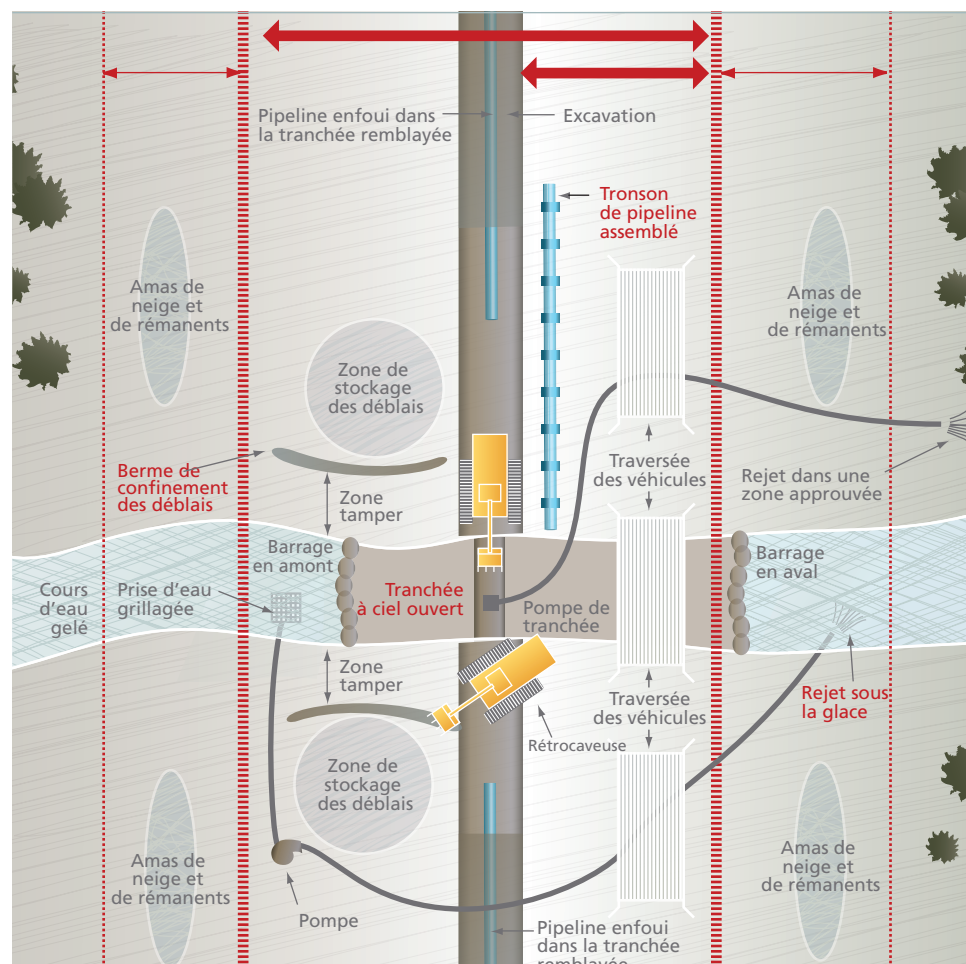 Pipeline enfoui dans
la tranchée remblayée
Excavation
Tronson
de pipeline
assemblé
Amas de
neige et
de rémanents
Amas de
neige et
de rémanents
Zone de
stockage
des déblais
Berme de
confinement
des déblais
Zone
tamper
Traversée
des véhicules
Rejet dans une
zone approuvée
Barrage
en amont
Barrage
en aval
Cours
d'eau
gelé
Prise d'eau
grillagée
Tranchée
à ciel ouvert
Pompe de
tranchée
Zone
tamper
Traversée
des véhicules
Rejet sous
la glace
Rétrocaveuse
Zone de
stockage
des déblais
Amas de
neige et
de rémanents
Amas de
neige et
de rémanents
Pompe
Pipeline enfoui
dans la tranchée
remblayée